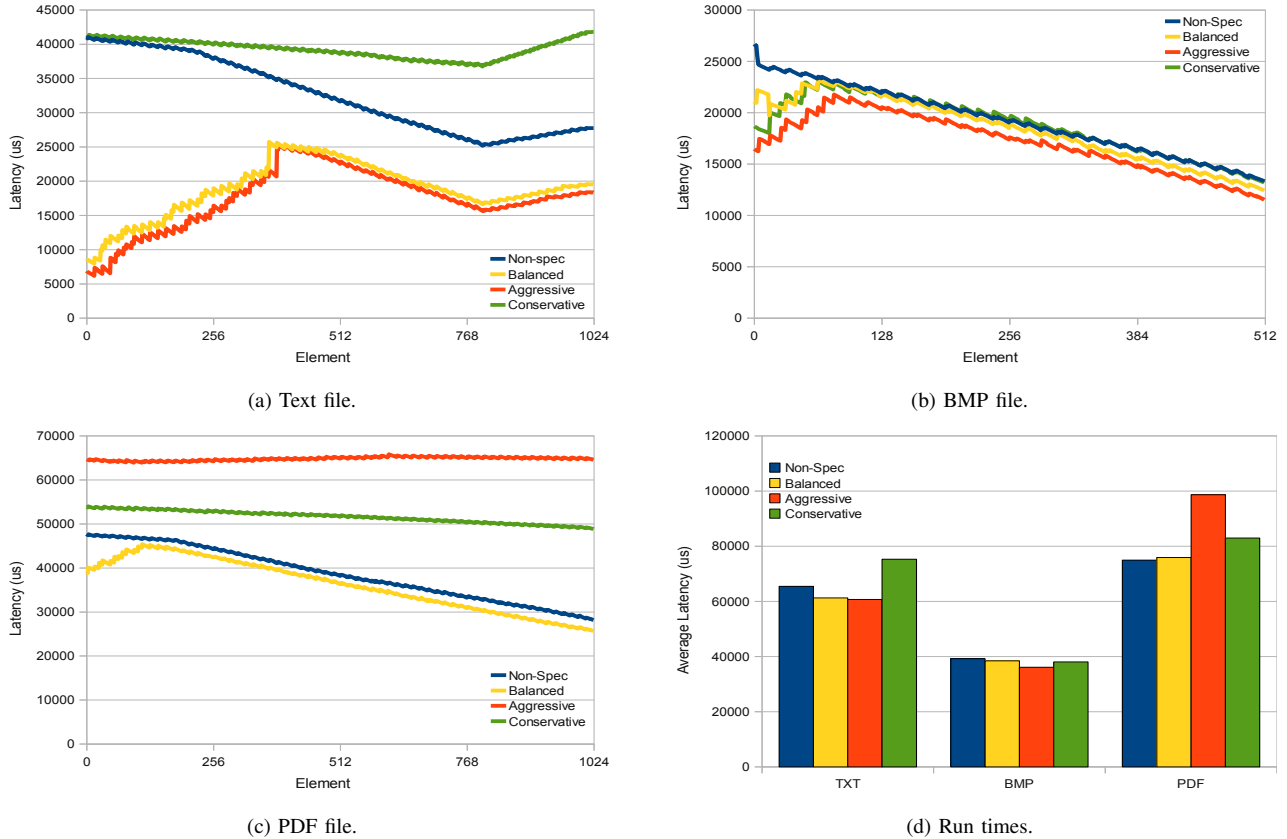 45000
40000
35000
30000
25000
20000
15000
10000
5000
0
Latency (us)
Non-spec
Balanced
Aggressive
Conservative
0 256 512 768 1024
Element
(a) Text file.
30000
25000
20000
15000
10000
5000
0
Latency (us)
Non-Spec
Balanced
Aggressive
Conservative
0 128 256 384 512
Element
(b) BMP file.
70000
60000
50000
40000
30000
20000
10000
0
Latency (us)
Non-Spec
Balanced
Aggressive
Conservative
0 256 512 768 1024
Element
(c) PDF file.
120000
100000
80000
60000
40000
20000
0
Average Latency (us)
Non-Spec
Balanced
Aggressive
Conservative
TXT BMP PDF
(d) Run times.